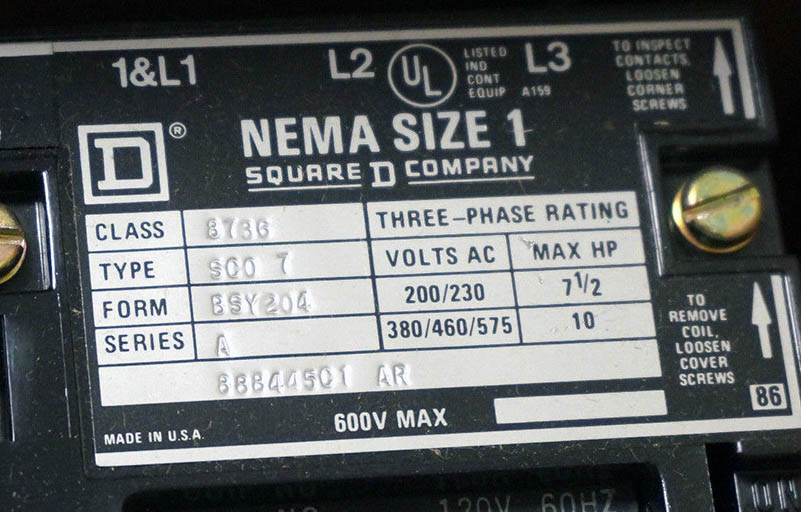 1&L1 L2 UL LISTED IND CONT EQUIP A159 L3
TO INSPECT
CONTACTS,
LOOSEN
CORNER
SCREWS
D ®
NEMA SIZE 1
SQUARE D COMPANY
CLASS 8736
TYPE SCO 7
FORM BSY204
SERIES A
THREE-PHASE RATING
VOLTS AC MAX HP
200/230 7 1/2
380/460/575 10
AR
TO
REMOVE
COIL,
LOOSEN
COVER
SCREWS
86
600V MAX
MADE IN U.S.A.
120V 60HZ